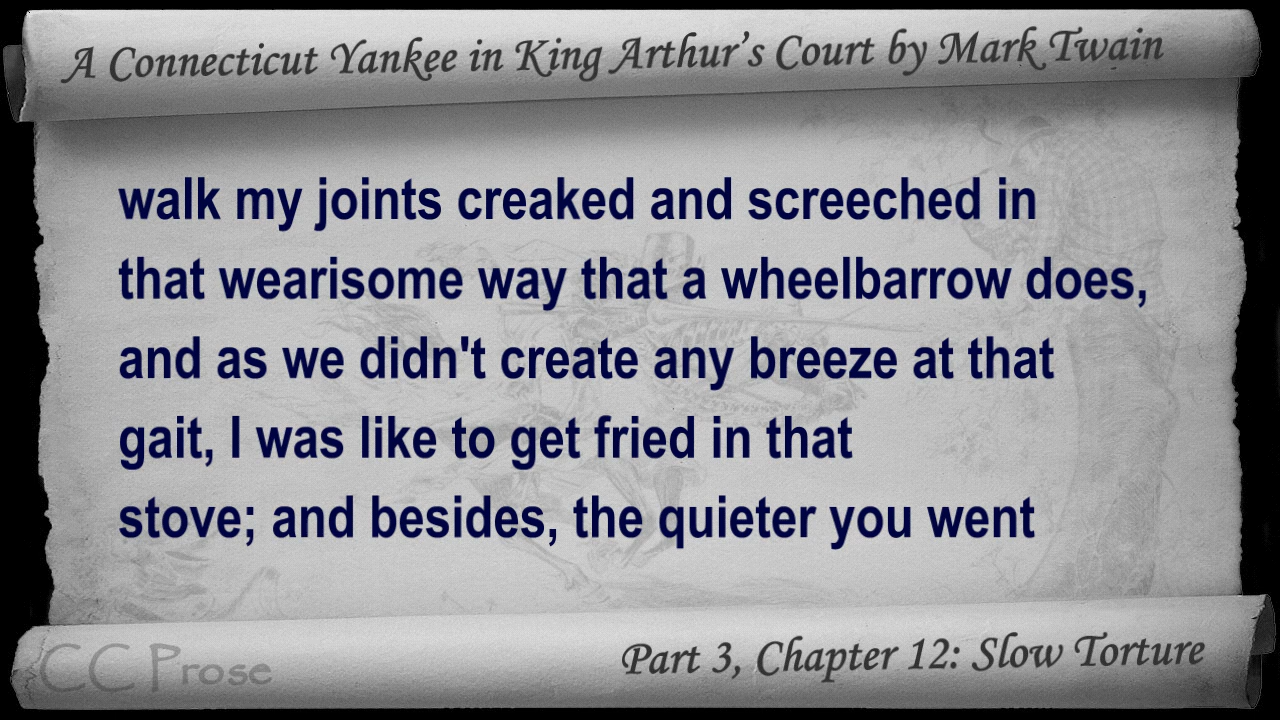 A Connecticut Yankee in King Arthur's Court by Mark Twain
walk my joints creaked and screeched in
that wearisome way that a wheelbarrow does,
and as we didn't create any breeze at that
gait, I was like to get fried in that
stove; and besides, the quieter you went
CC Prose
Part 3, Chapter 12: Slow Torture